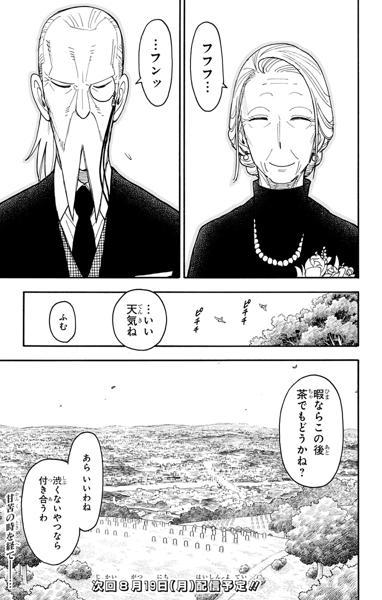 フフフ
…
…
フンッ
ピチチ
ピチチ
…いい
天気ね
ふむ
暇ならこの後
茶でもどうかね?
あらいいわね
渋くないやつなら
付き合うわ
甘苦の時を経て──…!!
次回8月19日(月)配信予定!!